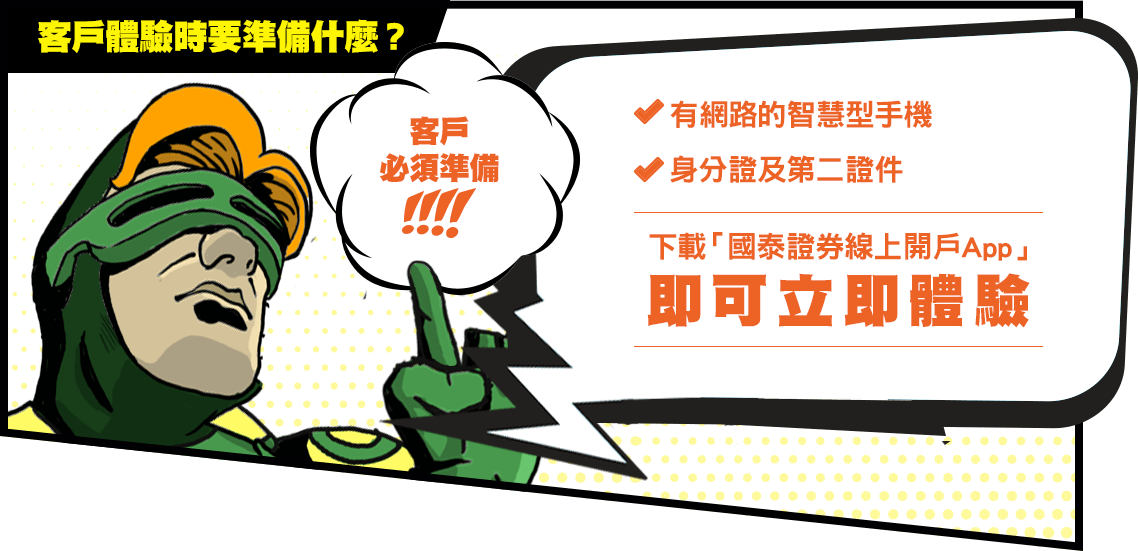 客戶體驗時要準備什麼？
客戶
必須準備
!!!!
有網路的智慧型手機
身分證及第二證件
下載「國泰證券線上開戶App」
即可立即體驗